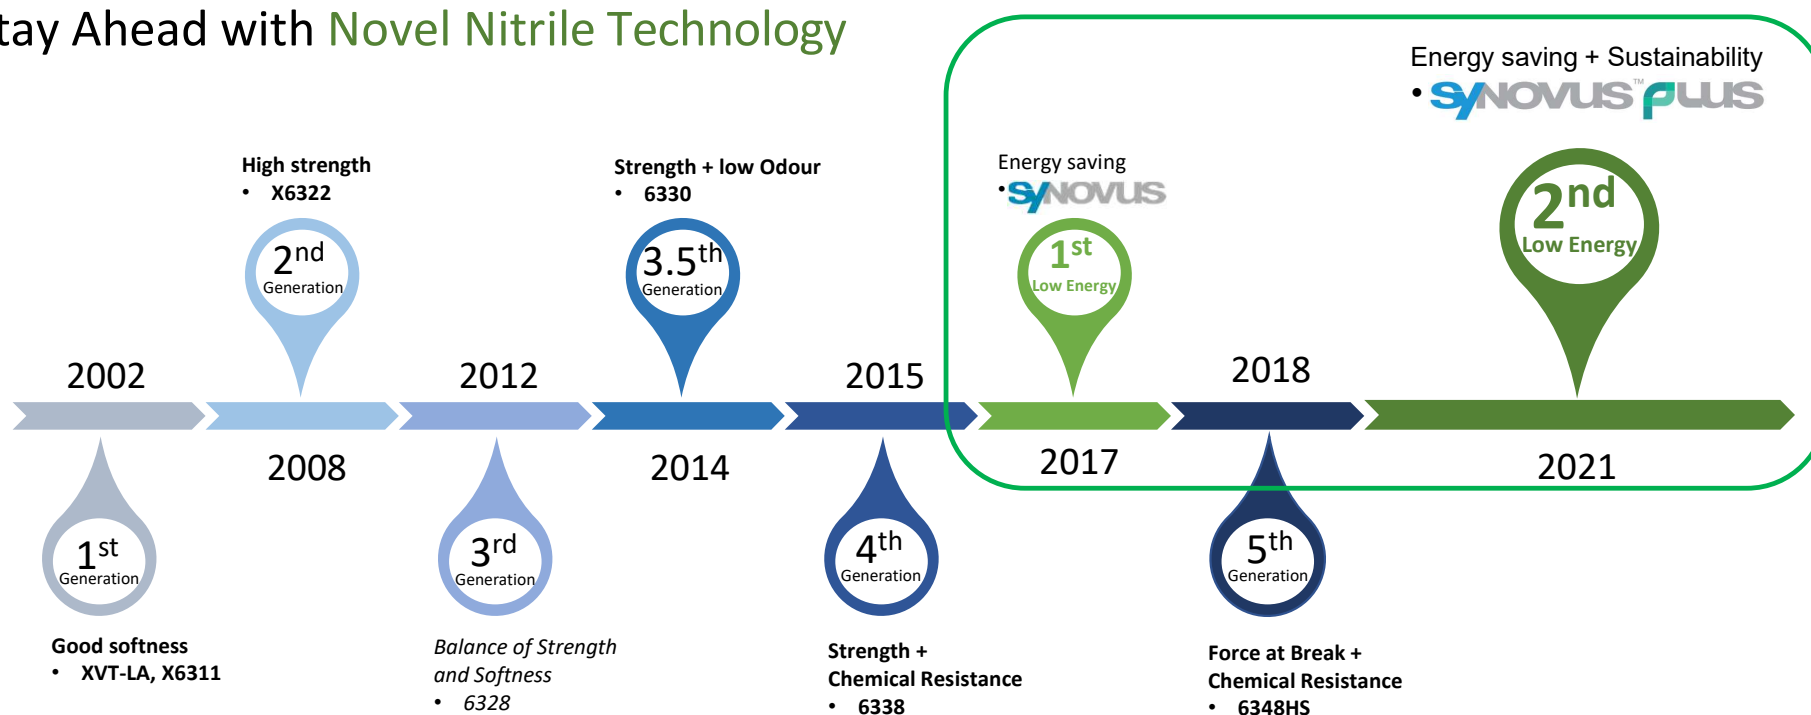 tay Ahead with Novel Nitrile Technology
Energy saving + Sustainability
• SYNOVUS™ PLUS
High strength
• X6322
Strength + low Odour
• 6330
Energy saving
• SYNOVUS
2nd
Generation
3.5th
Generation
1st
Low Energy
2nd
Low Energy
2002
2012
2015
2018
2008
2014
2017
2021
1st
Generation
3rd
Generation
4th
Generation
5th
Generation
Good softness
• XVT-LA, X6311
Balance of Strength
and Softness
• 6328
Strength +
Chemical Resistance
• 6338
Force at Break +
Chemical Resistance
• 6348HS